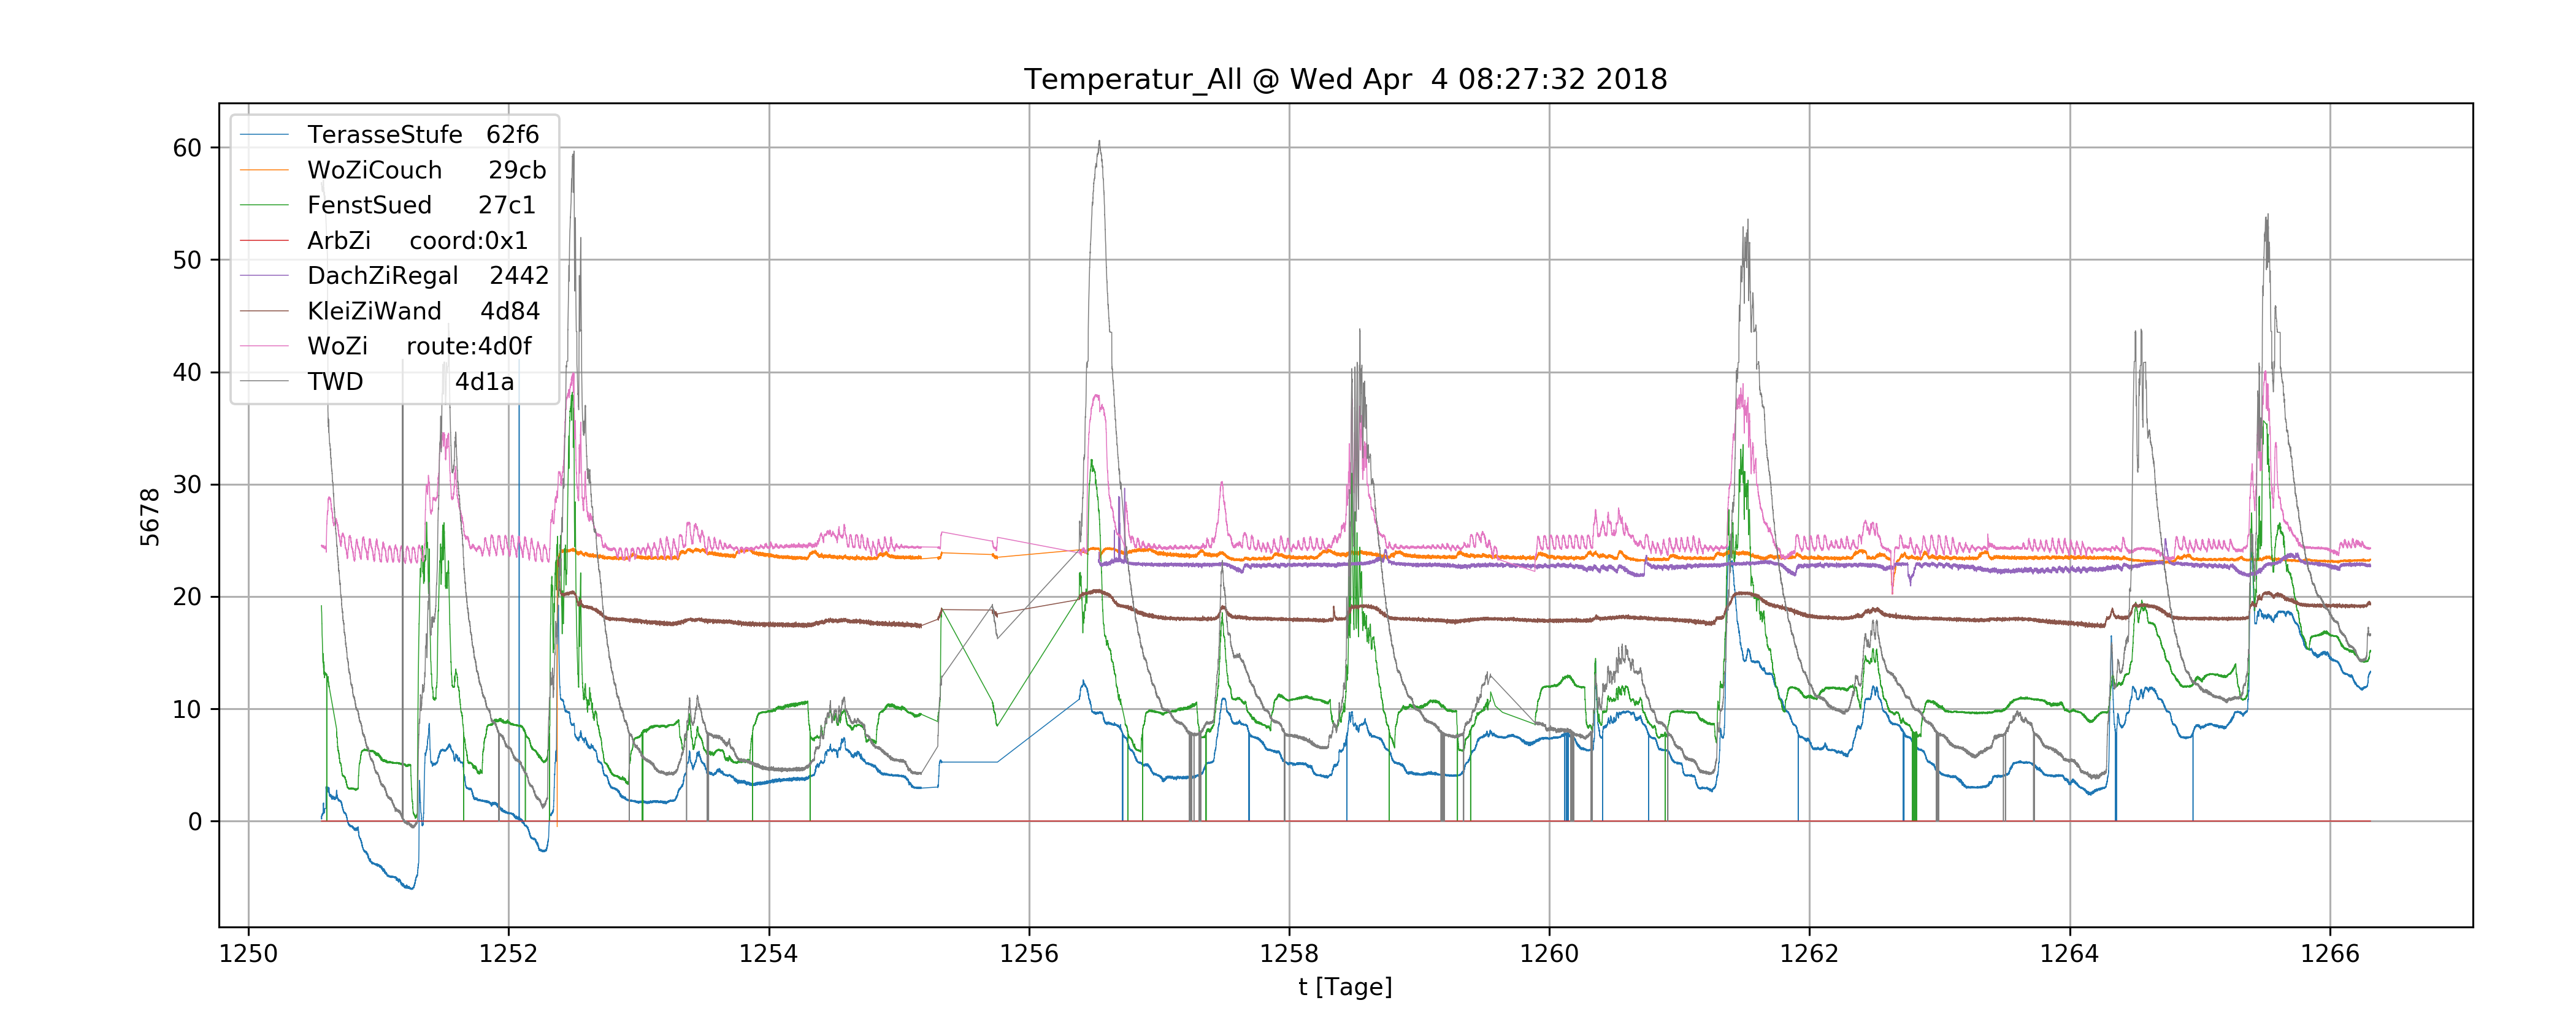 Temperatur_All @ Wed Apr  4 08:27:32 2018
60
50
40
30
20
10
0
5678
TerasseStufe   62f6
WoZiCouch      29cb
FenstSued      27c1
ArbZi     coord:0x1
DachZiRegal    2442
KleiZiWand     4d84
WoZi     route:4d0f
TWD            4d1a
1250 1252 1254 1256 1258 1260 1262 1264 1266
t [Tage]